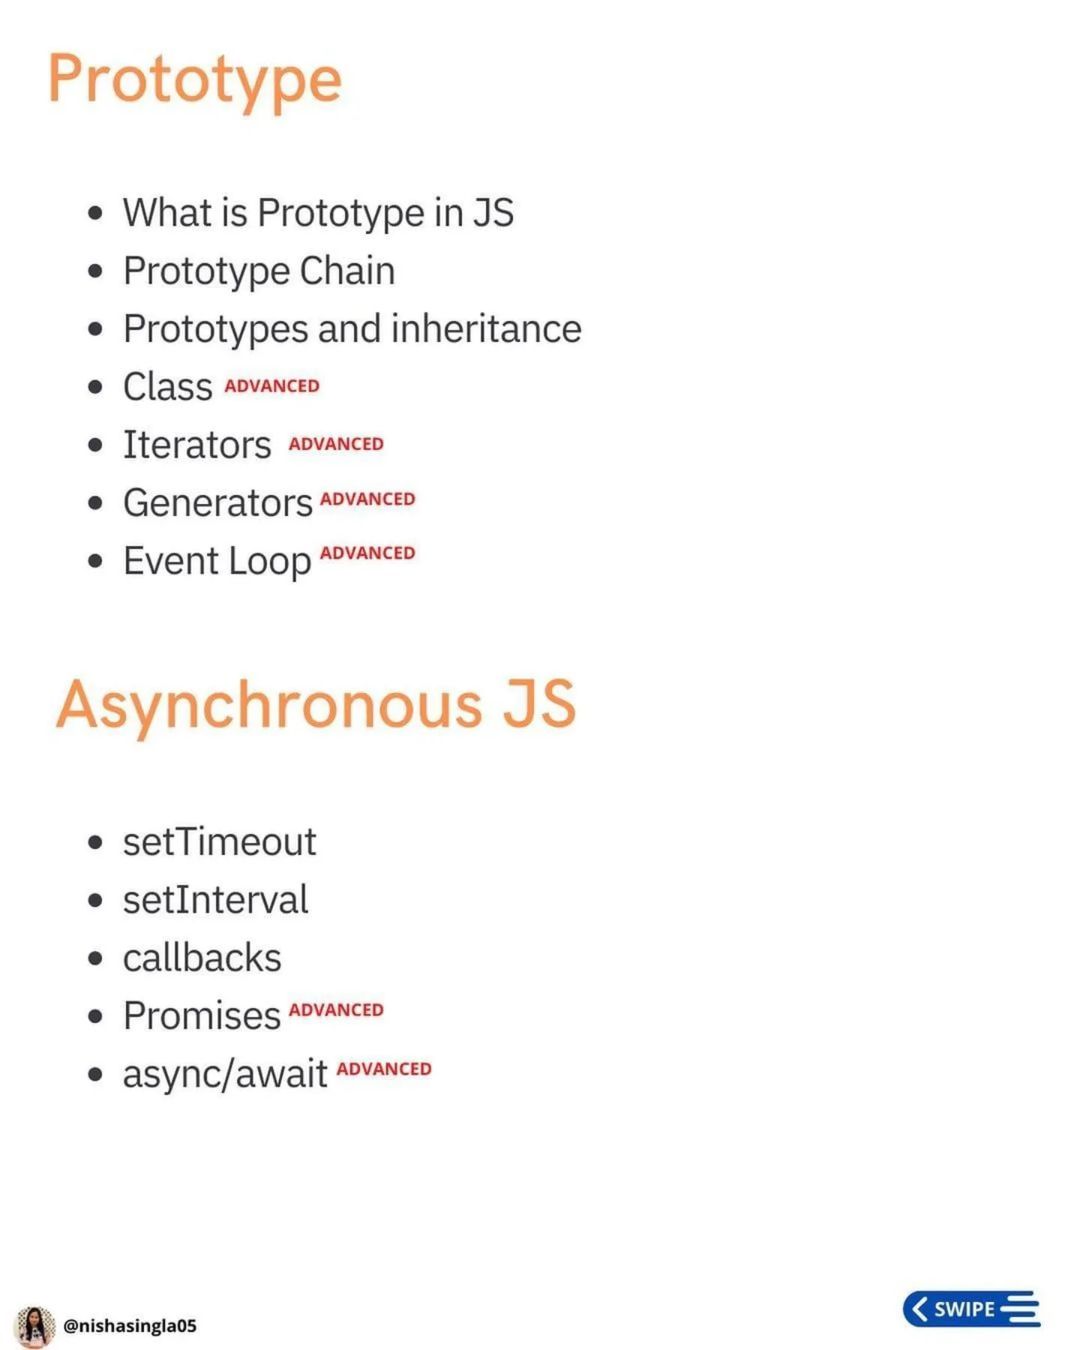 Prototype
• What is Prototype in JS
• Prototype Chain
• Prototypes and inheritance
• Class ADVANCED
• Iterators ADVANCED
• Generators ADVANCED
• Event Loop ADVANCED
Asynchronous JS
• setTimeout
• setInterval
• callbacks
• Promises ADVANCED
• async/await ADVANCED
@nishasingla05
SWIPE